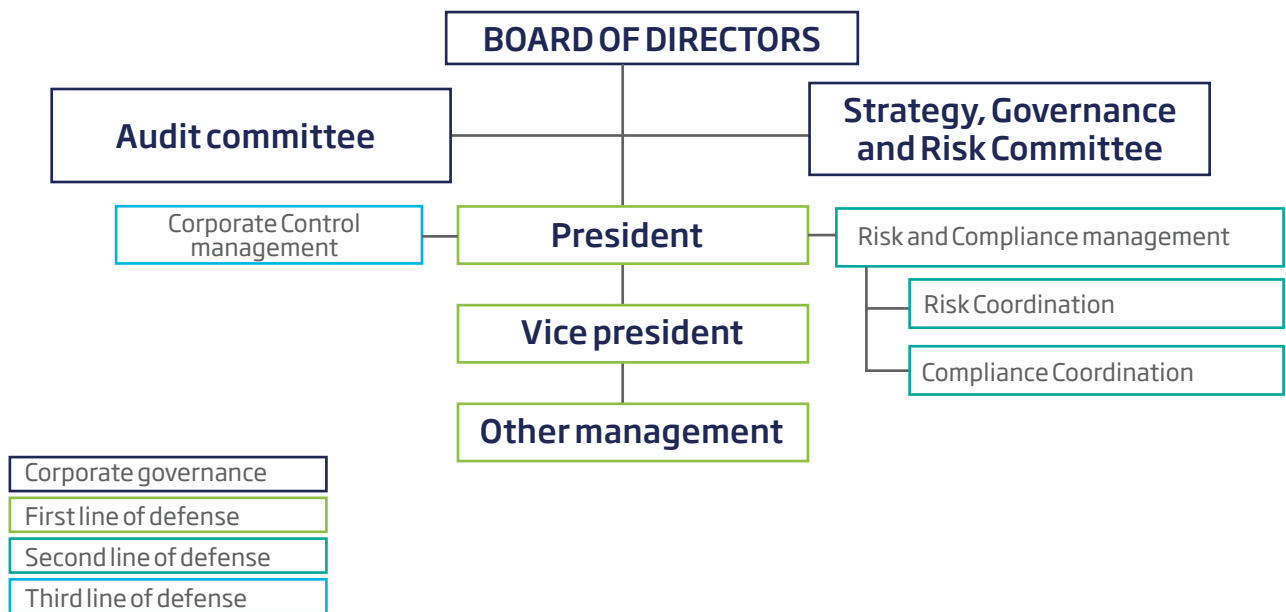 BOARD OF DIRECTORS
Audit committee
Strategy, Governance
and Risk Committee
Corporate Control
management
President
Risk and Compliance management
Risk Coordination
Vice president
Compliance Coordination
Other management
Corporate governance
First line of defense
Second line of defense
Third line of defense